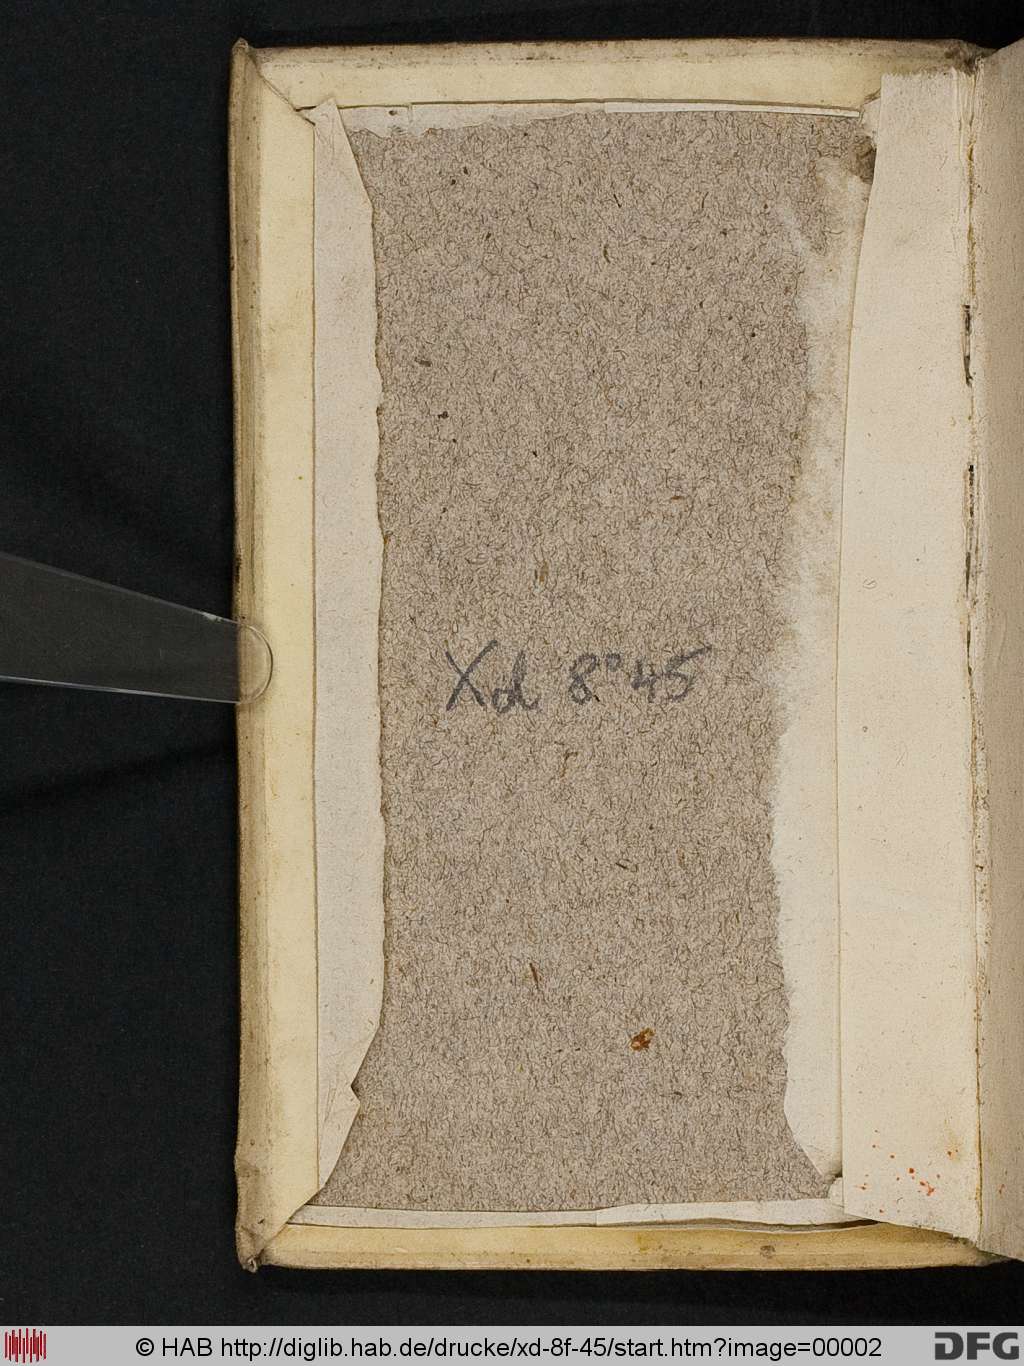 Xd 8° 45
© HAB http://diglib.hab.de/drucke/xd-8f-45/start.htm?image=00002
DFG